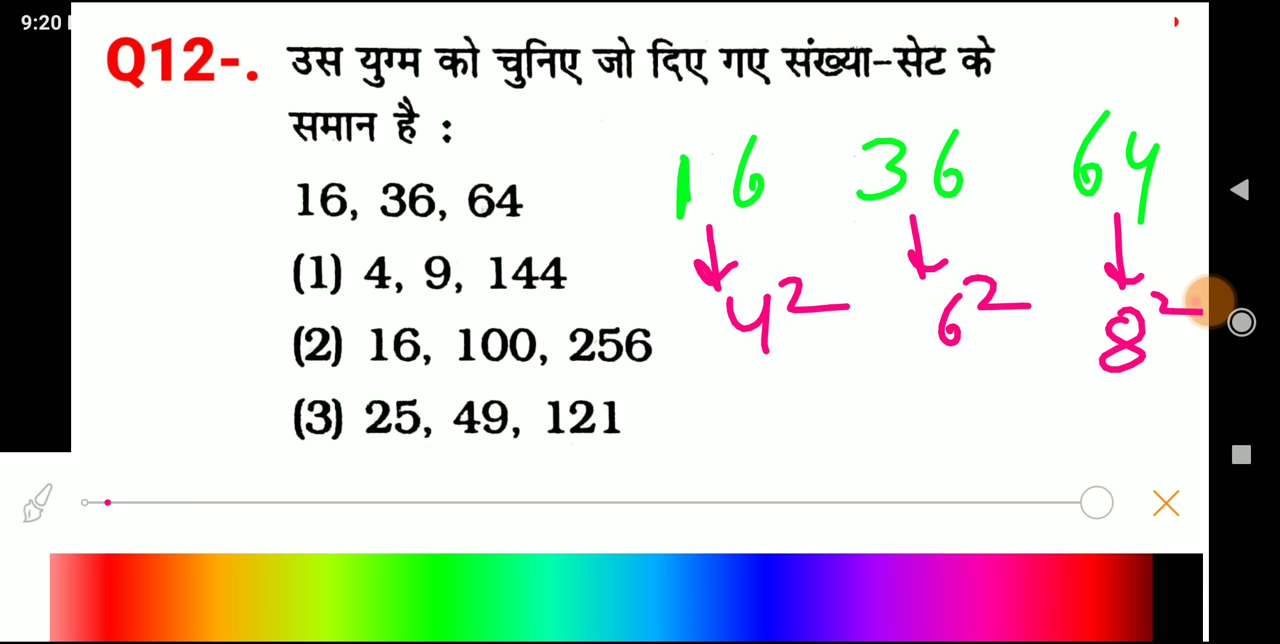 9:20
Q12-. उस युग्म को चुनिए जो दिए गए संख्या-सेट के
समान है :
16 36 64
16, 36, 64
4² 6² 8²
(1) 4, 9, 144
(2) 16, 100, 256
(3) 25, 49, 121